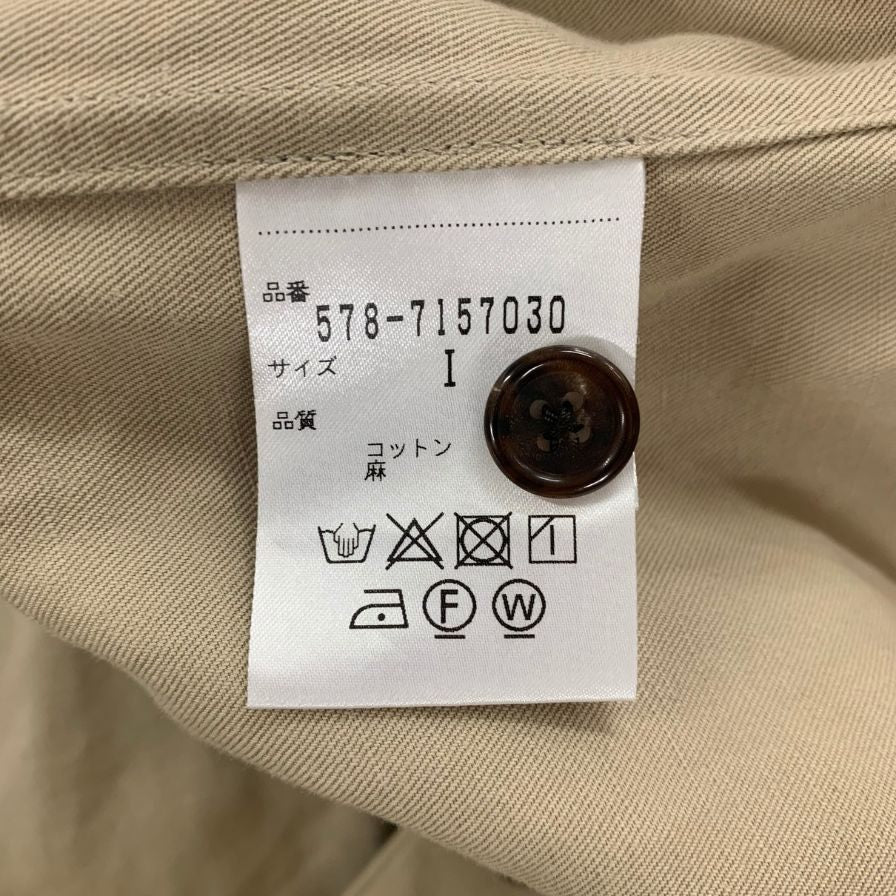 品番
578-7157030
サイズ I
品質
コットン
麻
F W